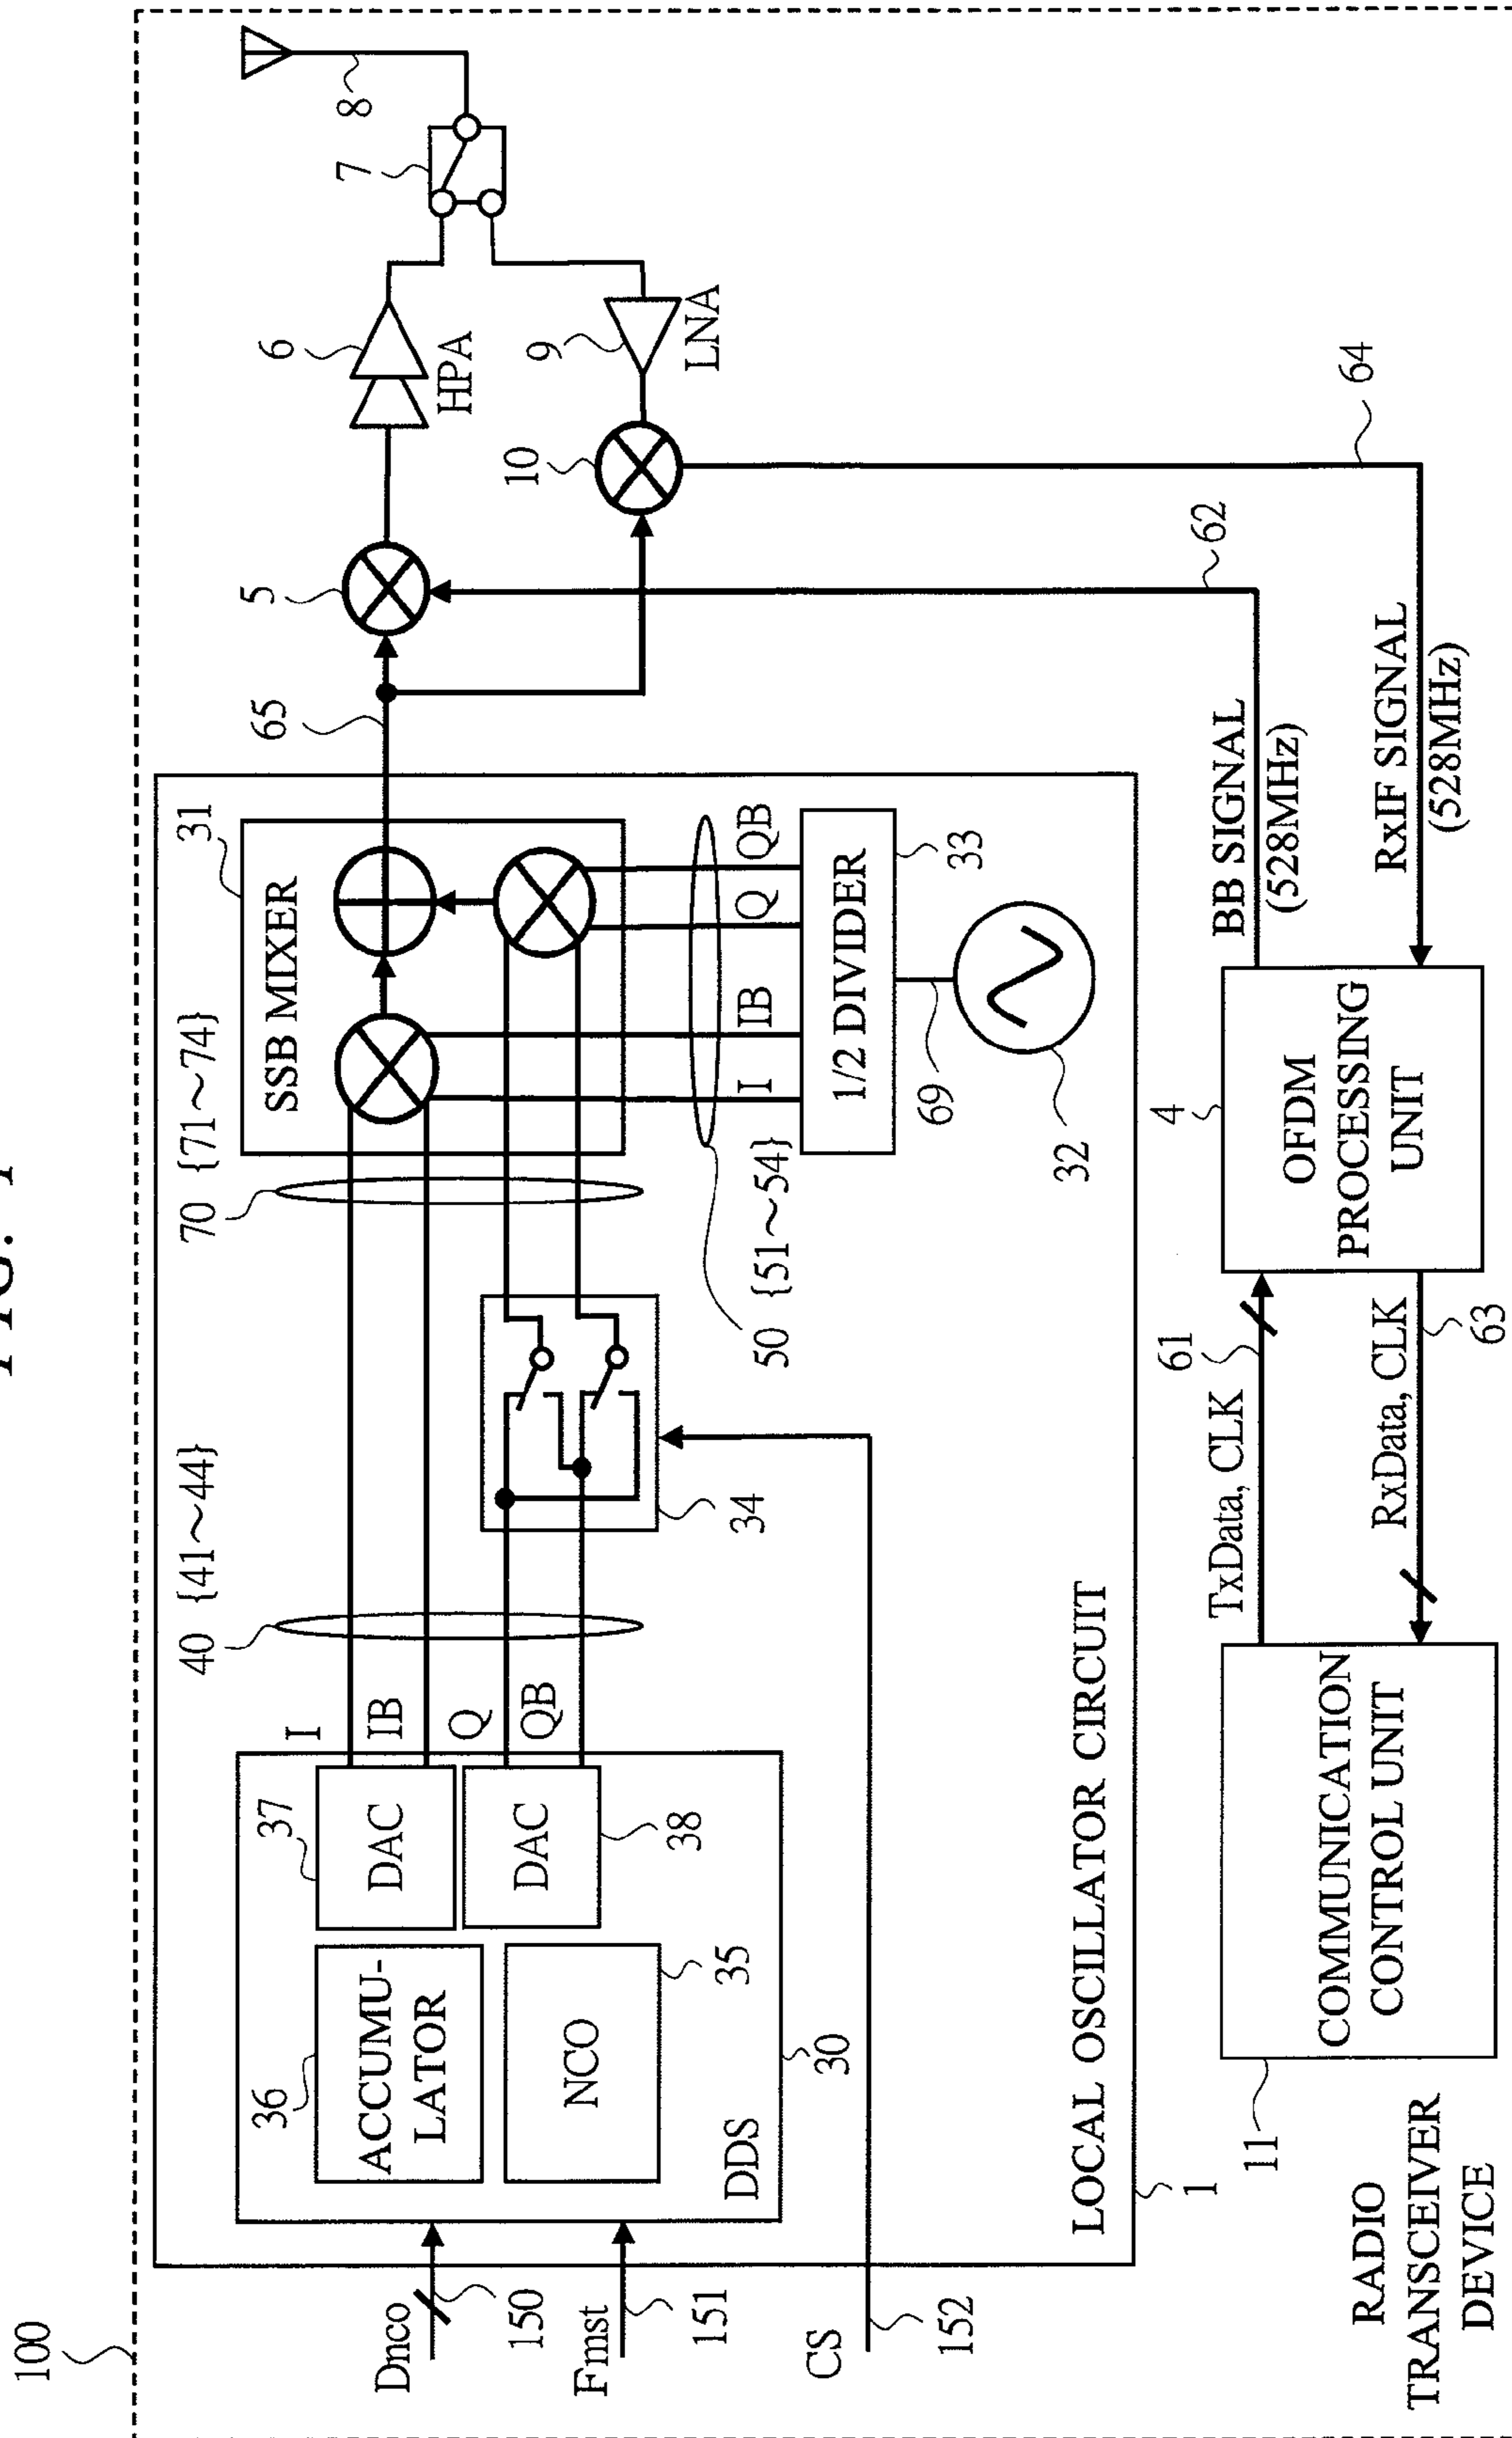 FIG. 1
100
8
7
6
HPA
9
LNA
10
5
64
62
65
BB SIGNAL
(528MHz)
RxIF SIGNAL
(528MHz)
31
SSB MIXER
70 {71～74}
I
IB
Q
QB
50 {51～54}
1/2 DIVIDER
33
69
32
34
40 {41～44}
I
IB
Q
QB
37
DAC
DAC
38
36
ACCUMU-
LATOR
NCO
35
DDS
30
Dnco
150
Fmst
151
CS
152
LOCAL OSCILLATOR CIRCUIT
1
4
OFDM
PROCESSING
UNIT
61
TxData, CLK
RxData, CLK
63
COMMUNICATION
CONTROL UNIT
11
RADIO
TRANSCEIVER
DEVICE